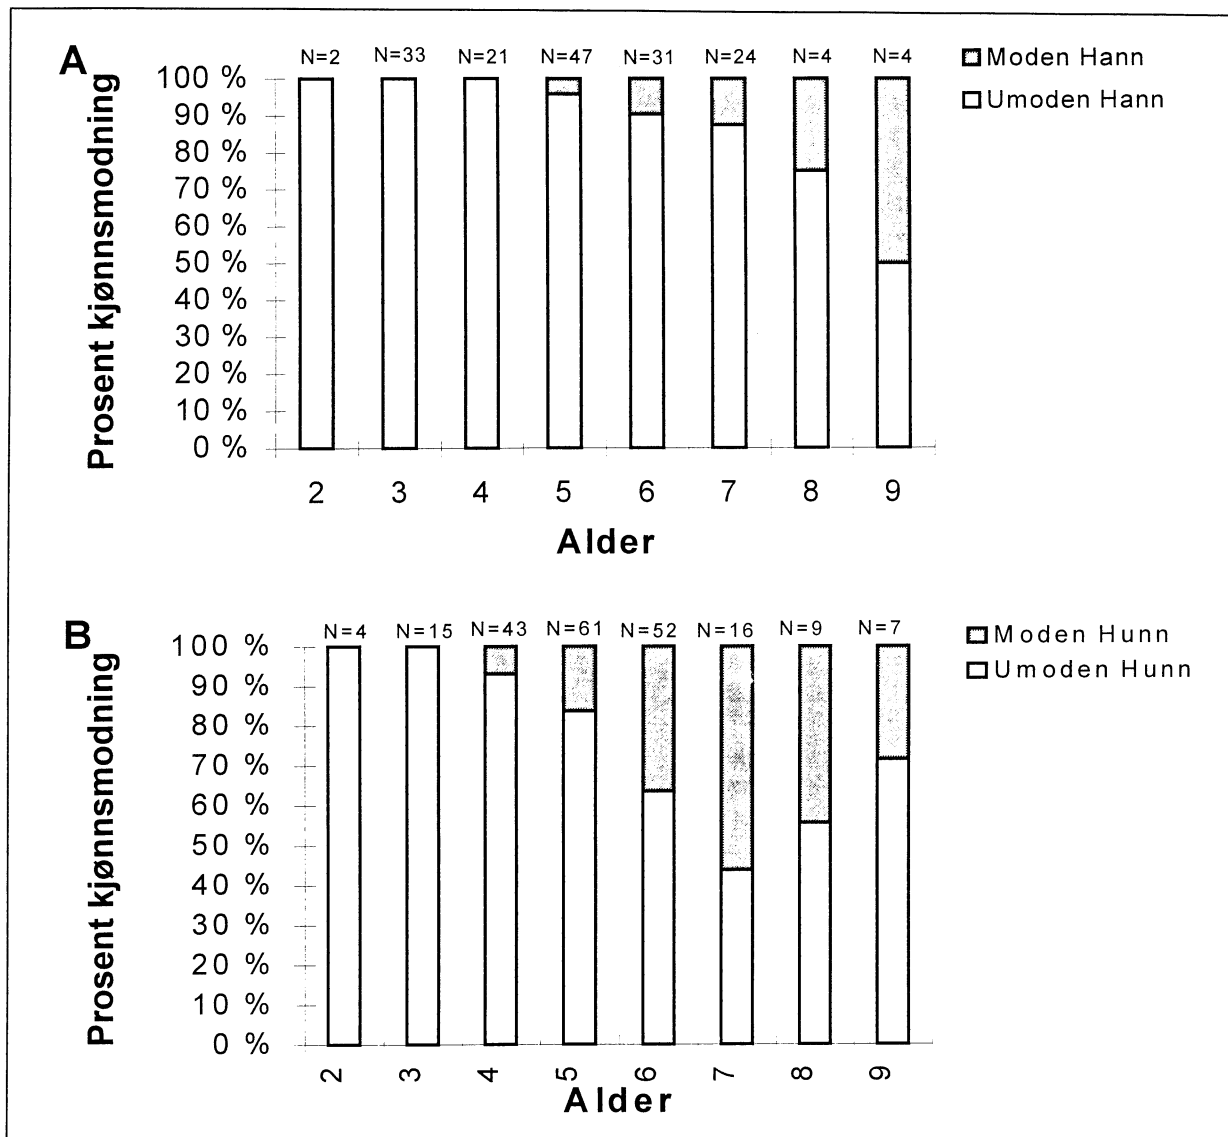 A
N=2 N=33 N=21 N=47 N=31 N=24 N=4 N=4
Moden Hann
Umoden Hann
Prosent kjønnsmodning
100 %
90 %
80 %
70 %
60 %
50 %
40 %
30 %
20 %
10 %
0 %
2 3 4 5 6 7 8 9
Alder
B
N=4 N=15 N=43 N=61 N=52 N=16 N=9 N=7
Moden Hunn
Umoden Hunn
Prosent kjønnsmodning
100 %
90 %
80 %
70 %
60 %
50 %
40 %
30 %
20 %
10 %
0 %
2 3 4 5 6 7 8 9
Alder